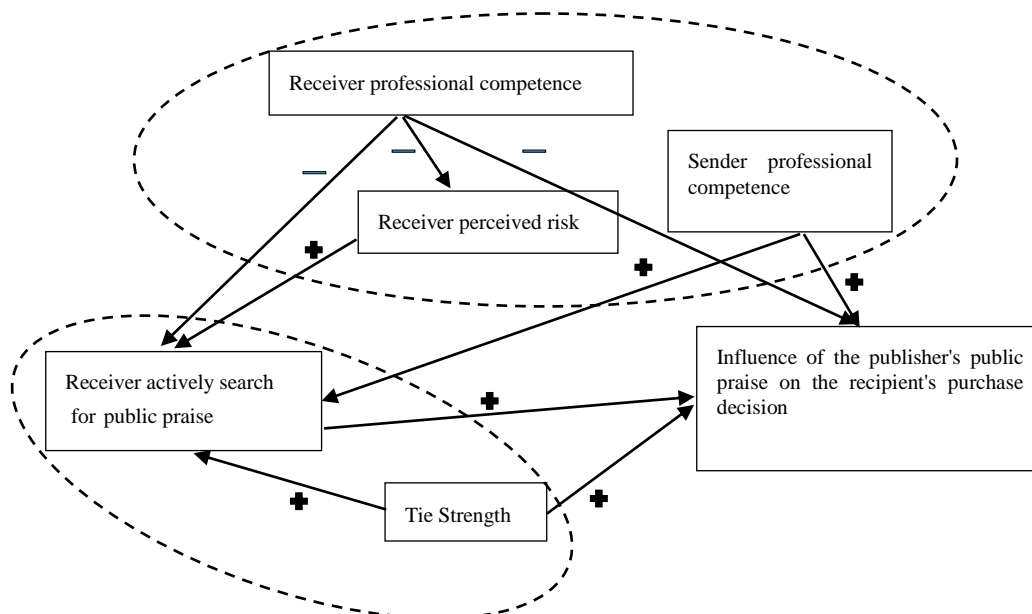 Receiver professional competence
Sender professional
competence
Receiver perceived risk
Influence of the publisher's public
praise on the recipient's purchase
decision
Receiver actively search
for public praise
Tie Strength